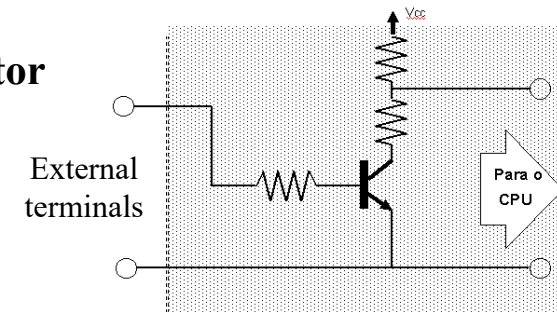 Vcc
tor
External
terminals
Para o
CPU